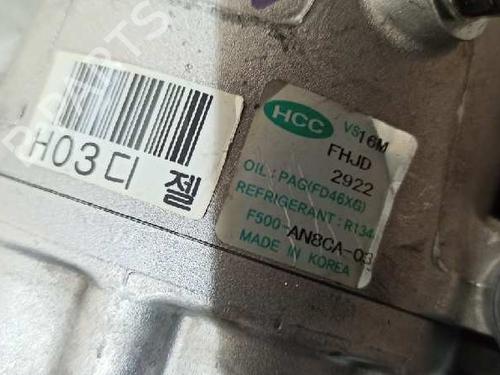 H03디젤
HCC VS16M
FHJD
2922
OIL: PAG(FD46XG)
REFRIGERANT: R134
F500-AN8CA-03
MADE IN KOREA